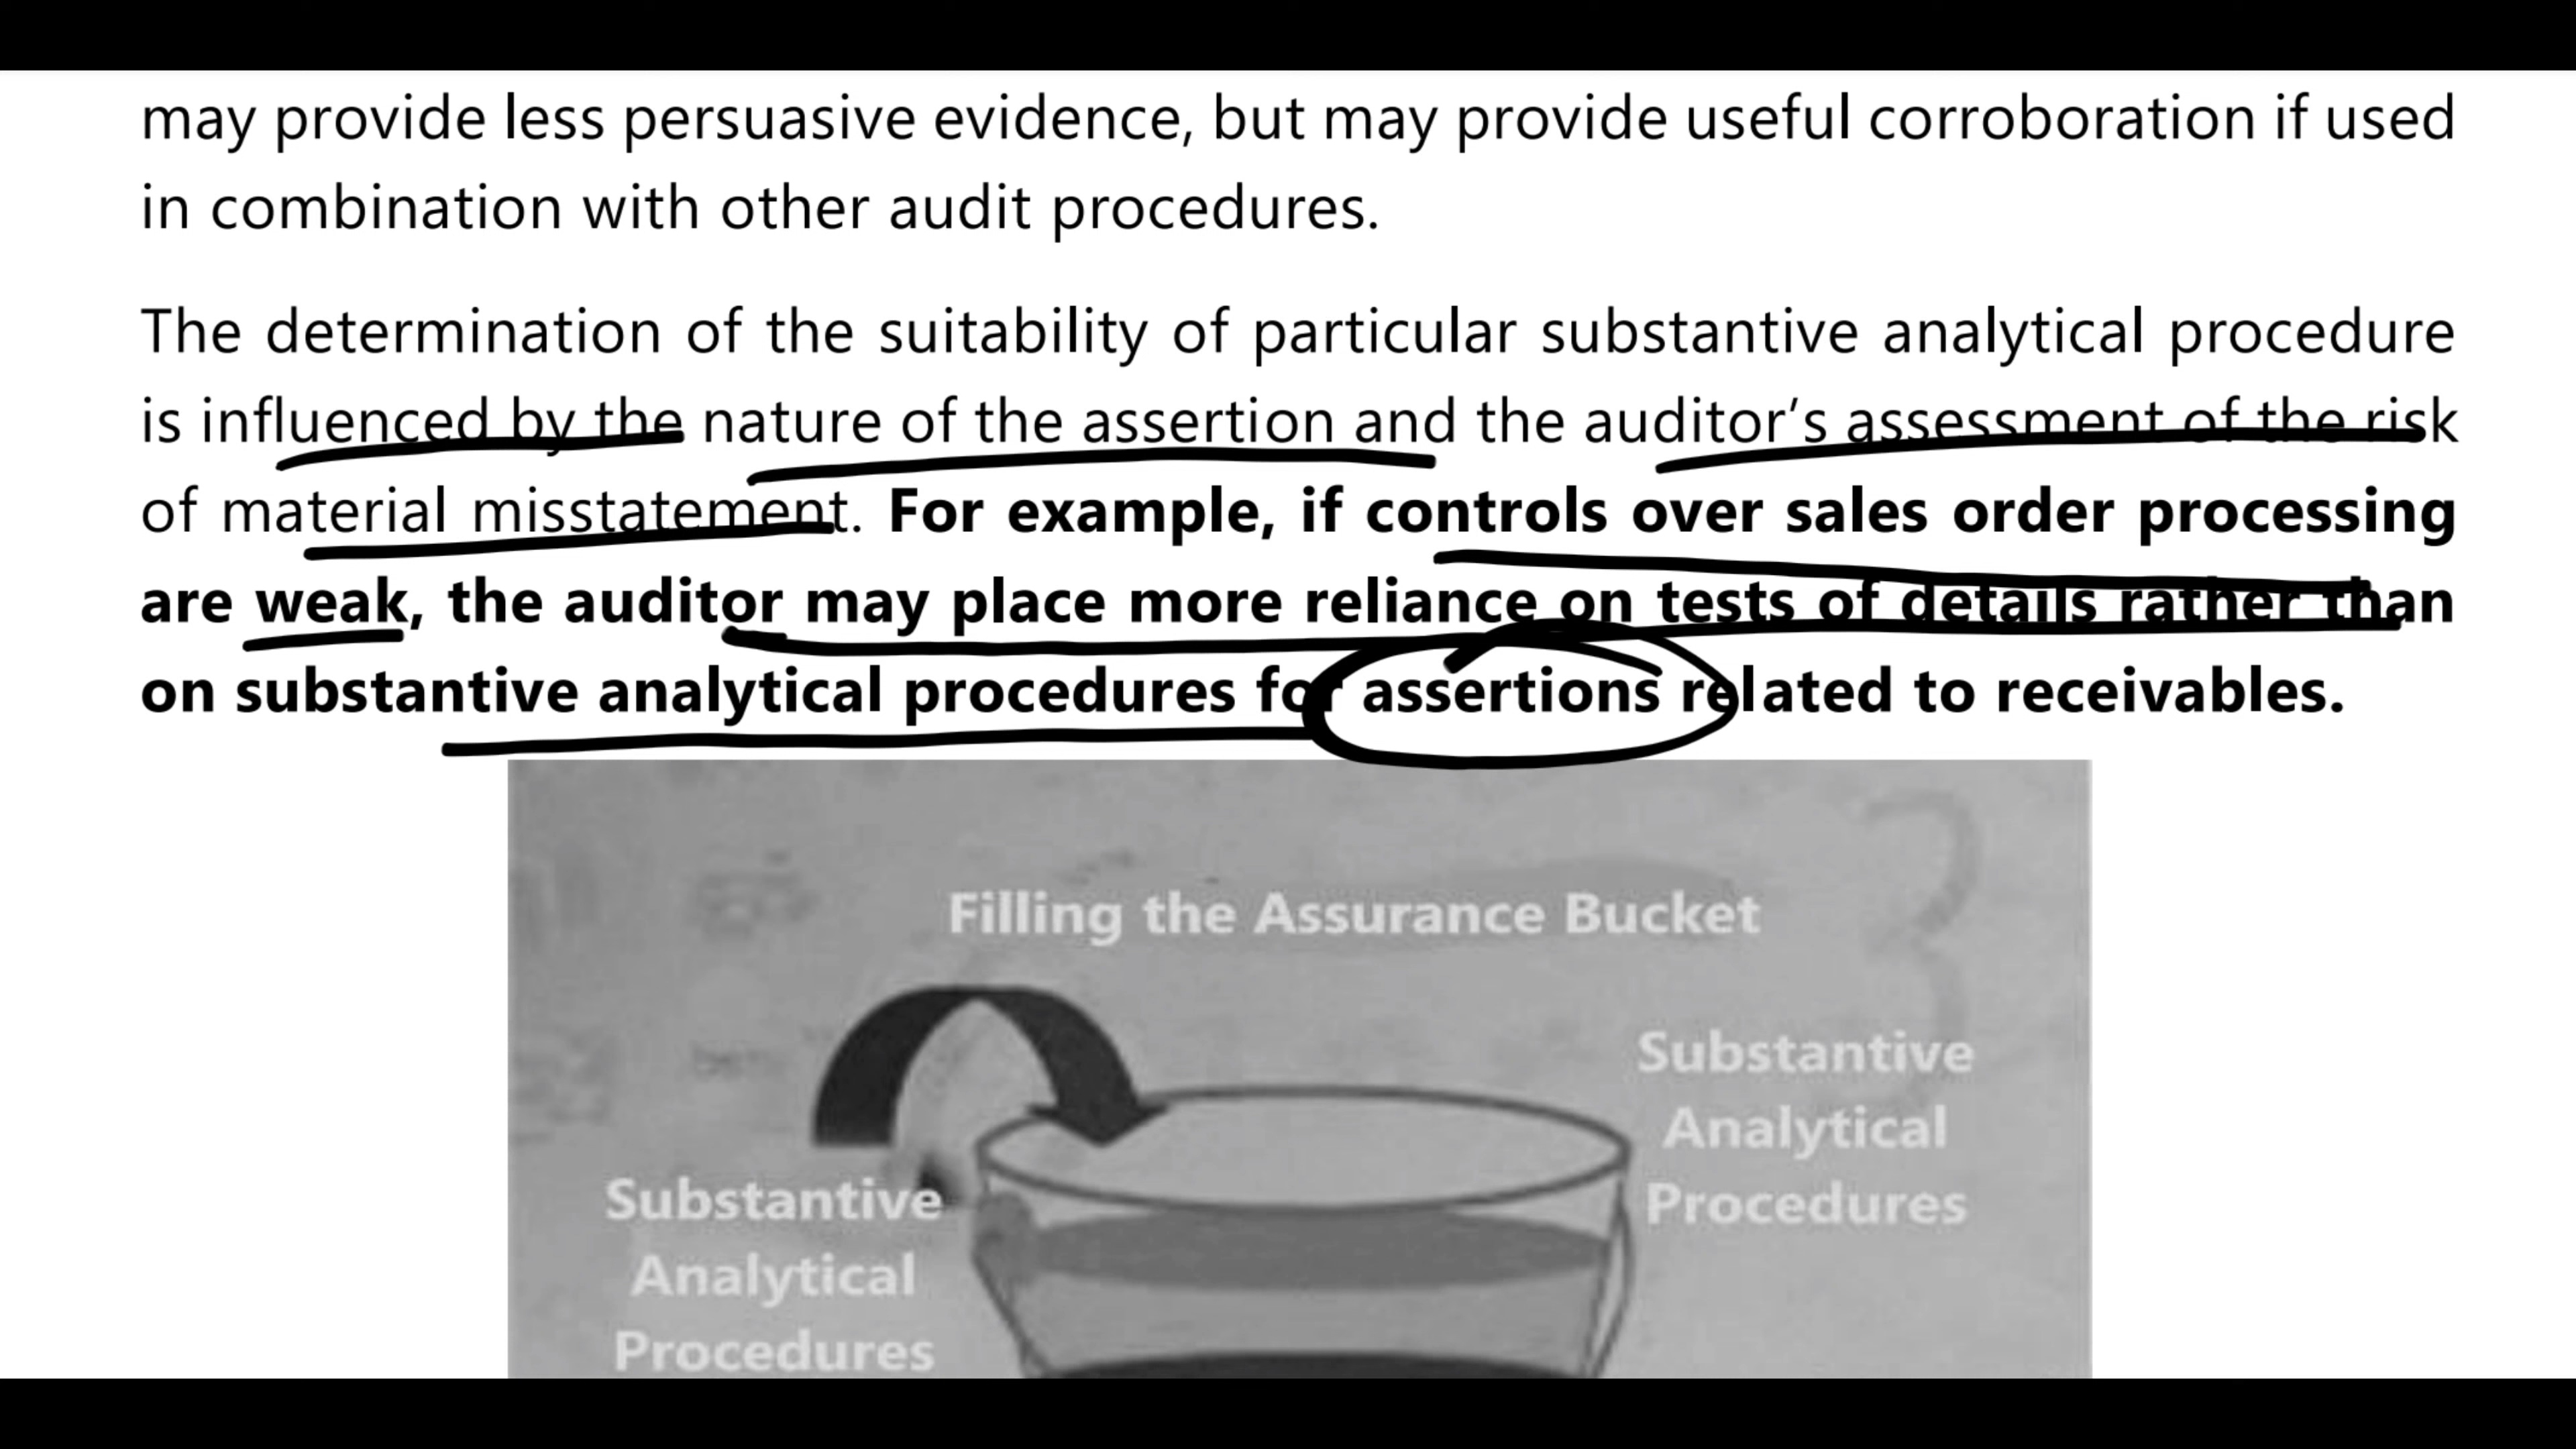 may provide less persuasive evidence, but may provide useful corroboration if used
in combination with other audit procedures.
The determination of the suitability of particular substantive analytical procedure
is influenced by the nature of the assertion and the auditor’s assessment of the risk
of material misstatement. For example, if controls over sales order processing
are weak, the auditor may place more reliance on tests of details rather than
on substantive analytical procedures for assertions related to receivables.
Filling the Assurance Bucket
Substantive
Analytical
Procedures
Substantive
Analytical
Procedures